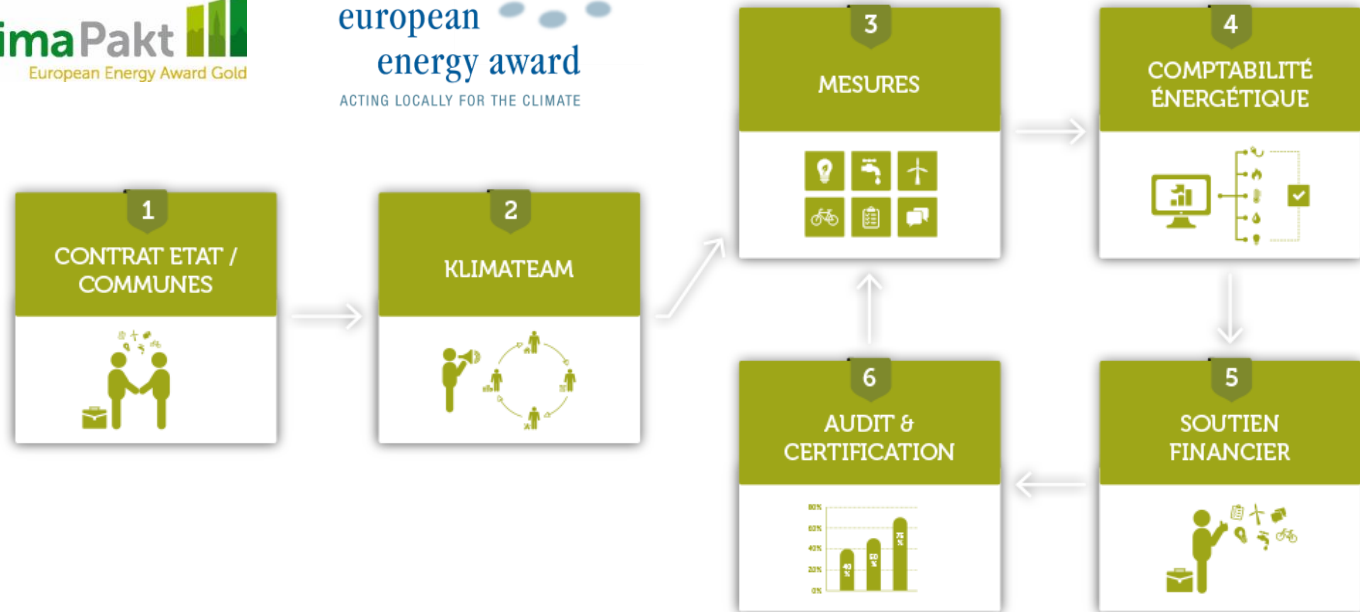 imaPakt
European Energy Award Gold
european
energy award
ACTING LOCALLY FOR THE CLIMATE
1
CONTRAT ETAT /
COMMUNES
2
KLIMATEAM
3
MESURES
4
COMPTABILITÉ
ÉNERGÉTIQUE
5
SOUTIEN
FINANCIER
6
AUDIT &
CERTIFICATION
80%
60%
40%
20%
0%
40
%
50
%
75
%